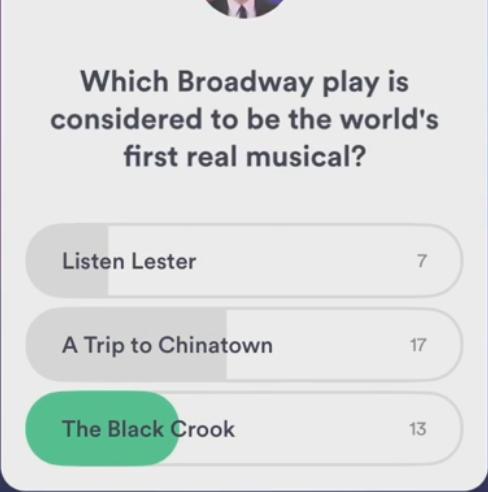 Which Broadway play is
considered to be the world's
first real musical?
Listen Lester 7
A Trip to Chinatown 17
The Black Crook 13